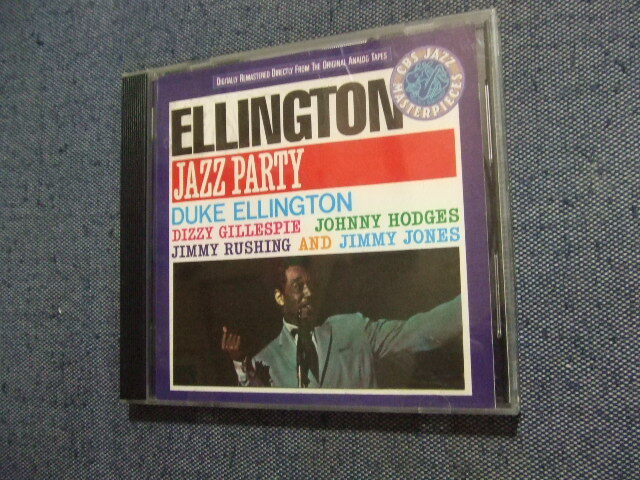 DIGITALLY REMASTERED DIRECTLY FROM THE ORIGINAL ANALOG TAPES
CBS JAZZ MASTERPIECES
ELLINGTON
JAZZ PARTY
DUKE ELLINGTON
DIZZY GILLESPIE JOHNNY HODGES
JIMMY RUSHING AND JIMMY JONES